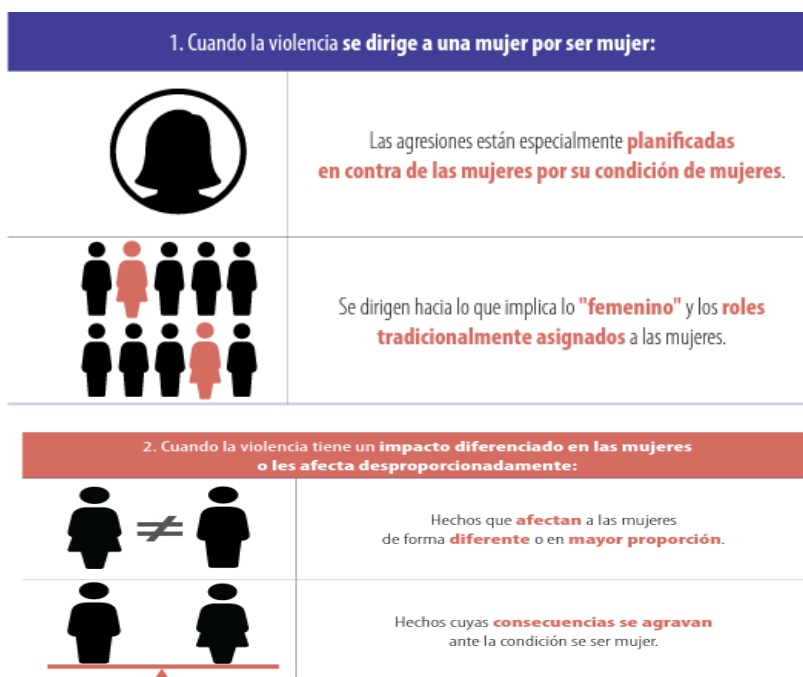 1. Cuando la violencia se dirige a una mujer por ser mujer:
Las agresiones están especialmente planificadas
en contra de las mujeres por su condición de mujeres.
Se dirigen hacia lo que implica lo "femenino" y los roles
tradicionalmente asignados a las mujeres.
2. Cuando la violencia tiene un impacto diferenciado en las mujeres
o les afecta desproporcionadamente:
Hechos que afectan a las mujeres
de forma diferente o en mayor proporción.
Hechos cuyas consecuencias se agravan
ante la condición se ser mujer.